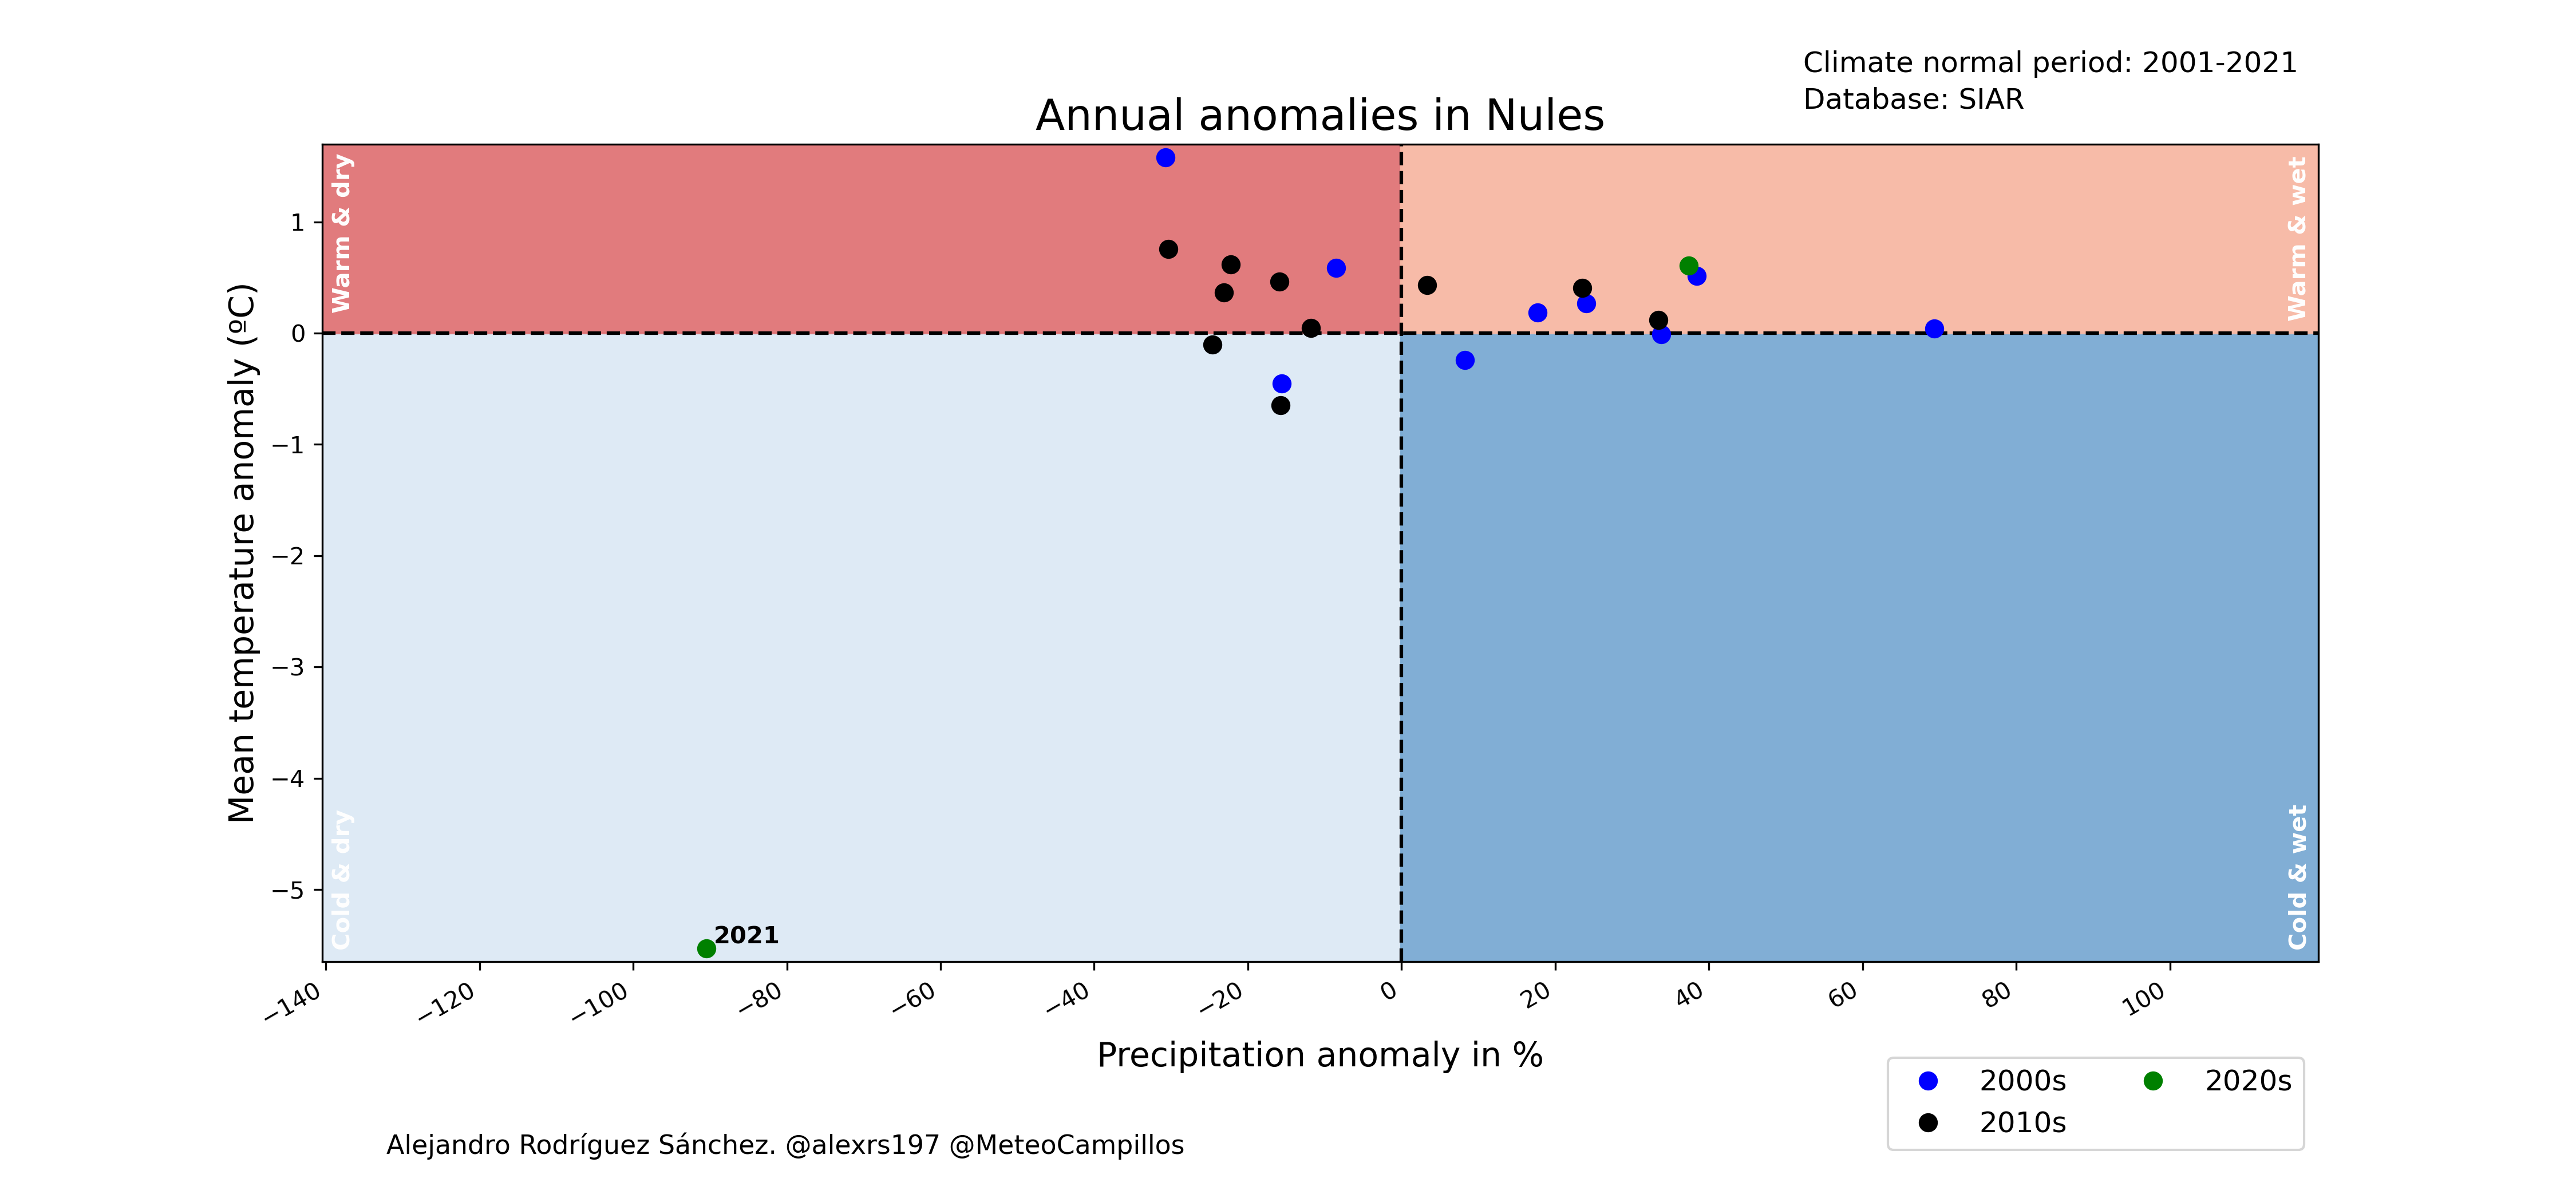 Climate normal period: 2001-2021
Database: SIAR
Annual anomalies in Nules
Warm & dry
Warm & wet
Mean temperature anomaly (ºC)
1
0
−1
−2
−3
−4
−5
Cold & dry
Cold & wet
2021
−140
−120
−100
−80
−60
−40
−20
0
20
40
60
80
100
Precipitation anomaly in %
2000s
2010s
2020s
Alejandro Rodríguez Sánchez. @alexrs197 @MeteoCampillos